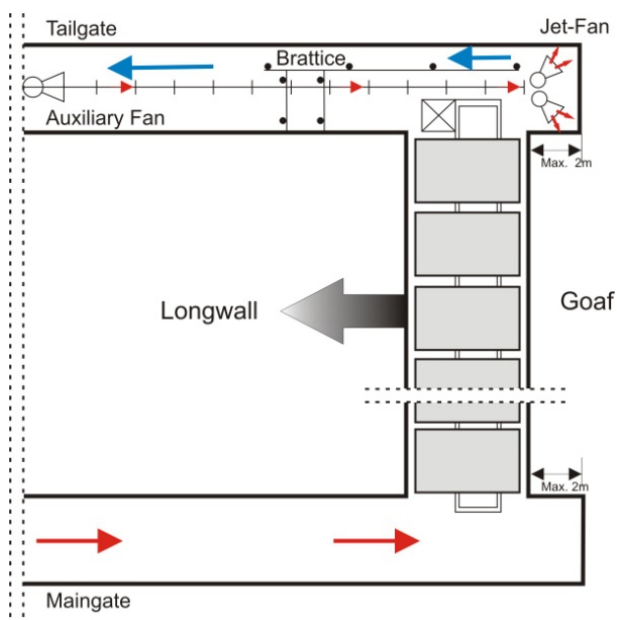 Tailgate
Jet-Fan
Brattice
Auxiliary Fan
Max. 2m
Longwall
Goaf
Max. 2m
Maingate